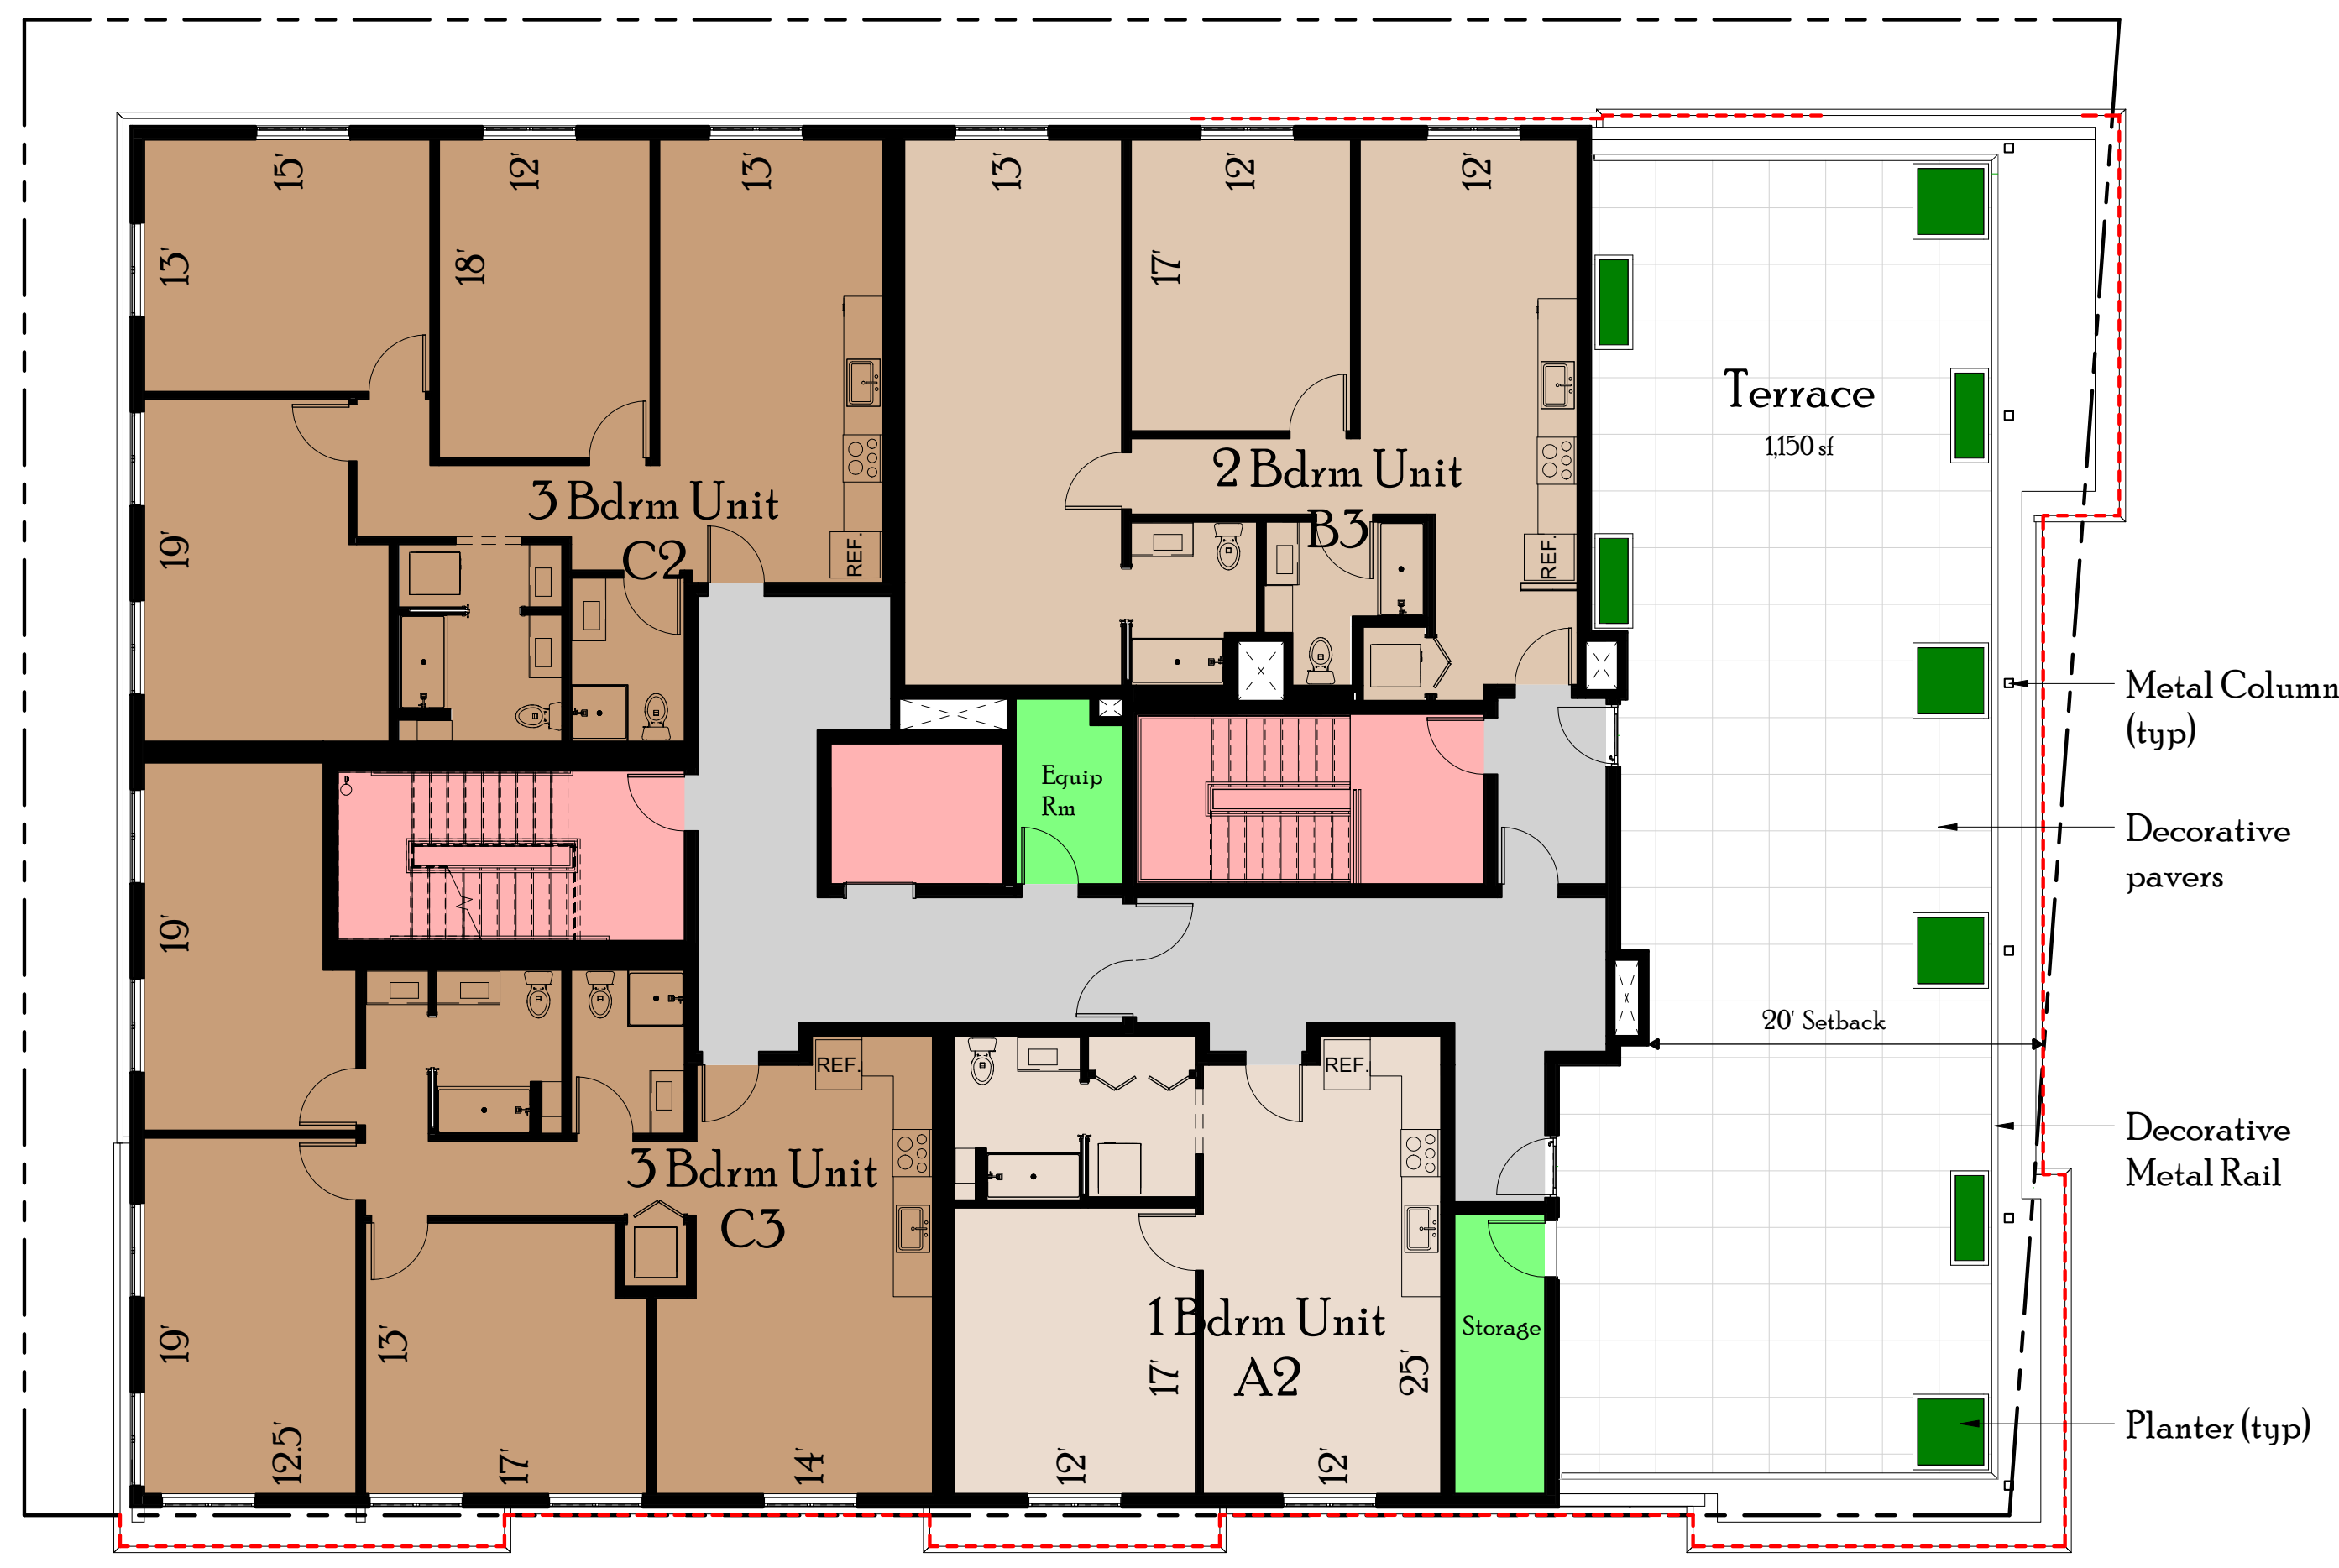 15'
12'
13'
13'
12'
12'
13'
18'
17'
Terrace
1,150 sf
3 Bdrm Unit
C2
2 Bdrm Unit
B3
19'
REF.
REF.
Metal Column
(typ)
Equip
Rm
Decorative
pavers
19'
20' Setback
REF.
REF.
Decorative
Metal Rail
3 Bdrm Unit
C3
1 Bdrm Unit
A2
Storage
19'
13'
17'
25'
Planter (typ)
12.5'
17'
14'
12'
12'